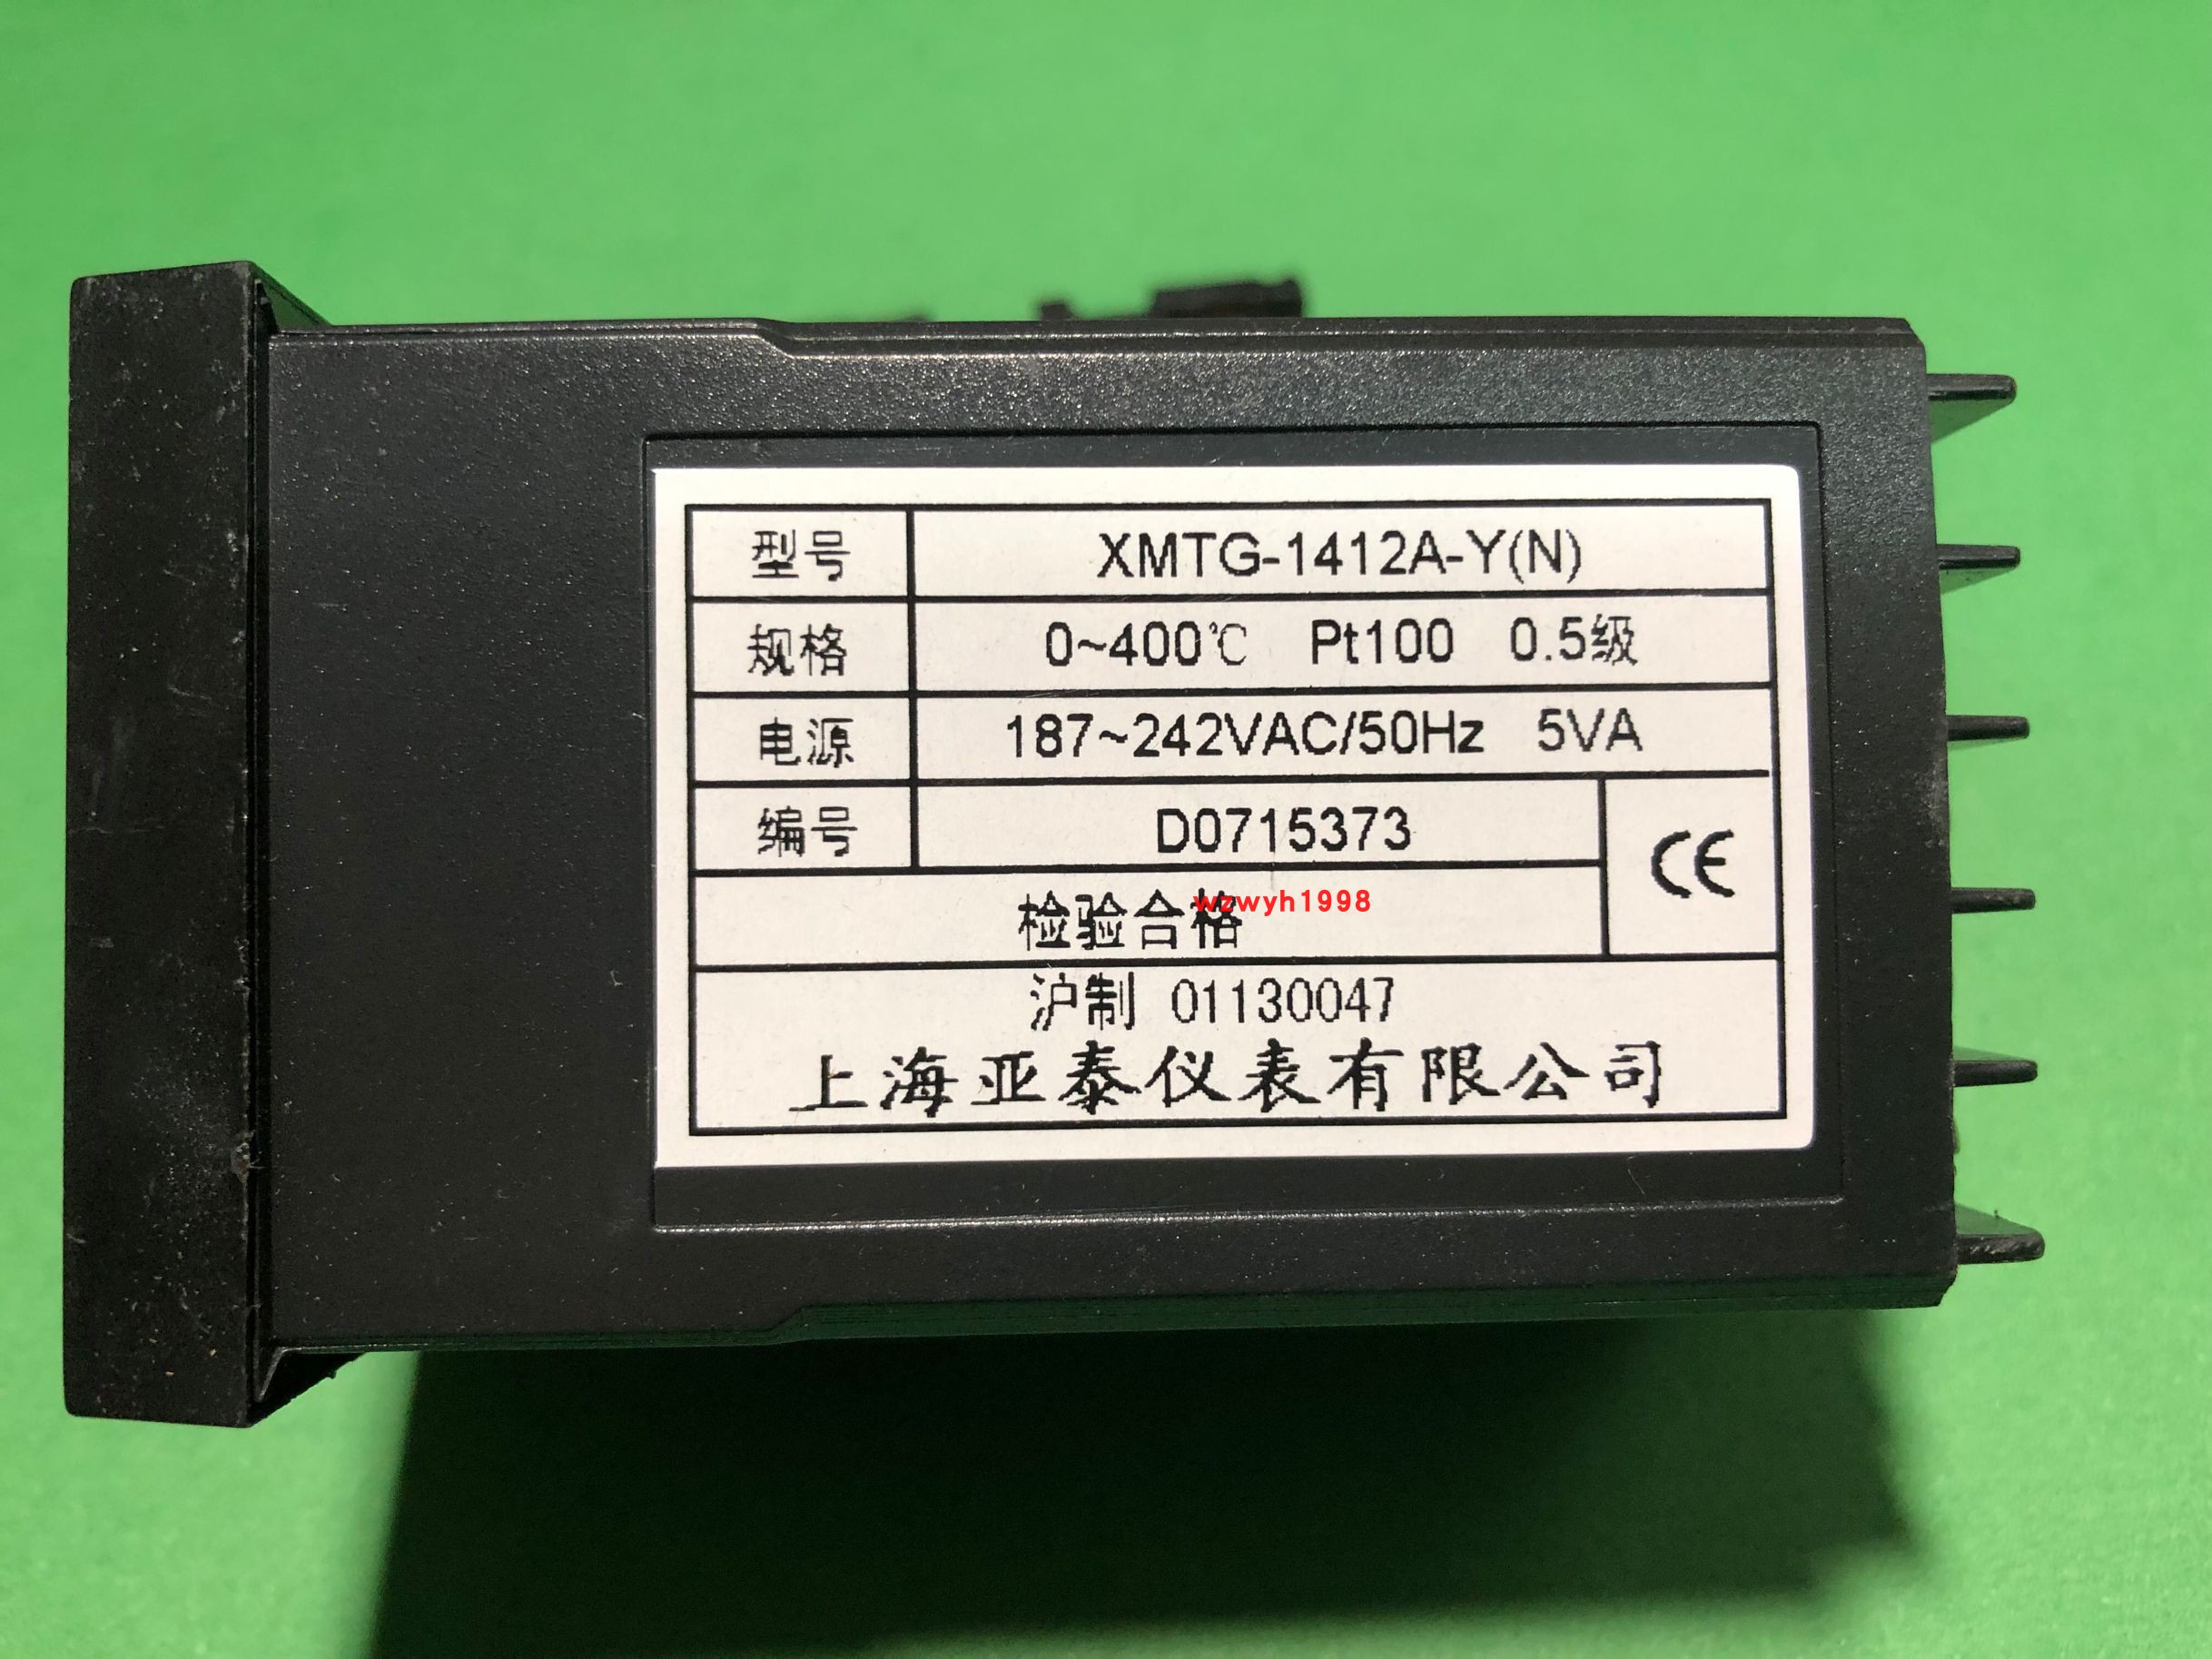 型号 XMTG-1412A-Y(N)
规格 0~400℃ Pt100 0.5级
电源 187~242VAC/50Hz 5VA
编号 D0715373
CE
检验合格
wzwyh1998
沪制 01130047
上海亚泰仪表有限公司